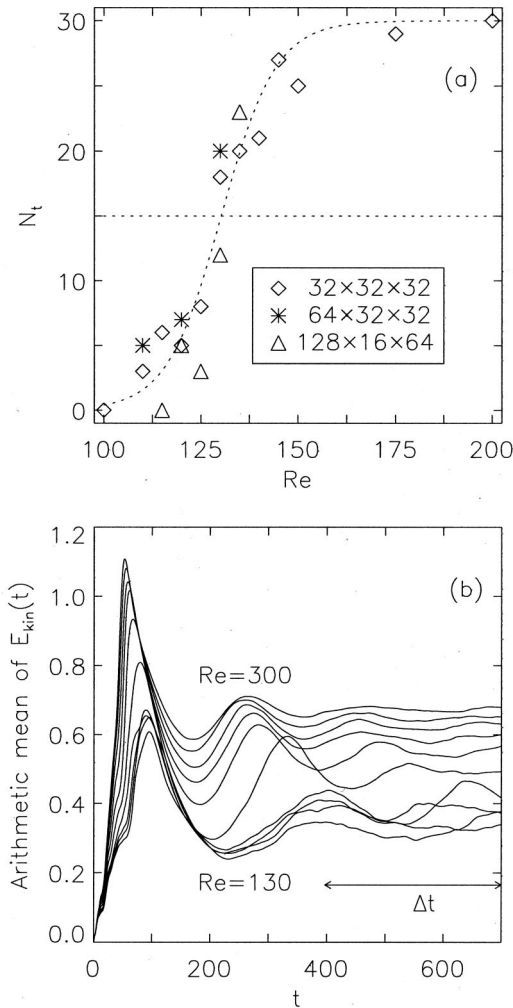 30
20
10
0
N_t
(a)
◇ 32×32×32
✳ 64×32×32
△ 128×16×64
100 125 150 175 200
Re
1.2
1.0
0.8
0.6
0.4
0.2
0.0
Arithmetic mean of E_kin(t)
(b)
Re=300
Re=130
Δt
0 200 400 600
t